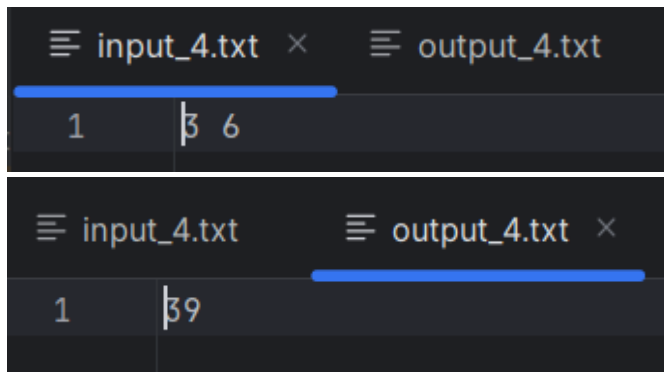 input_4.txt × output_4.txt
1 3 6
input_4.txt output_4.txt ×
1 39